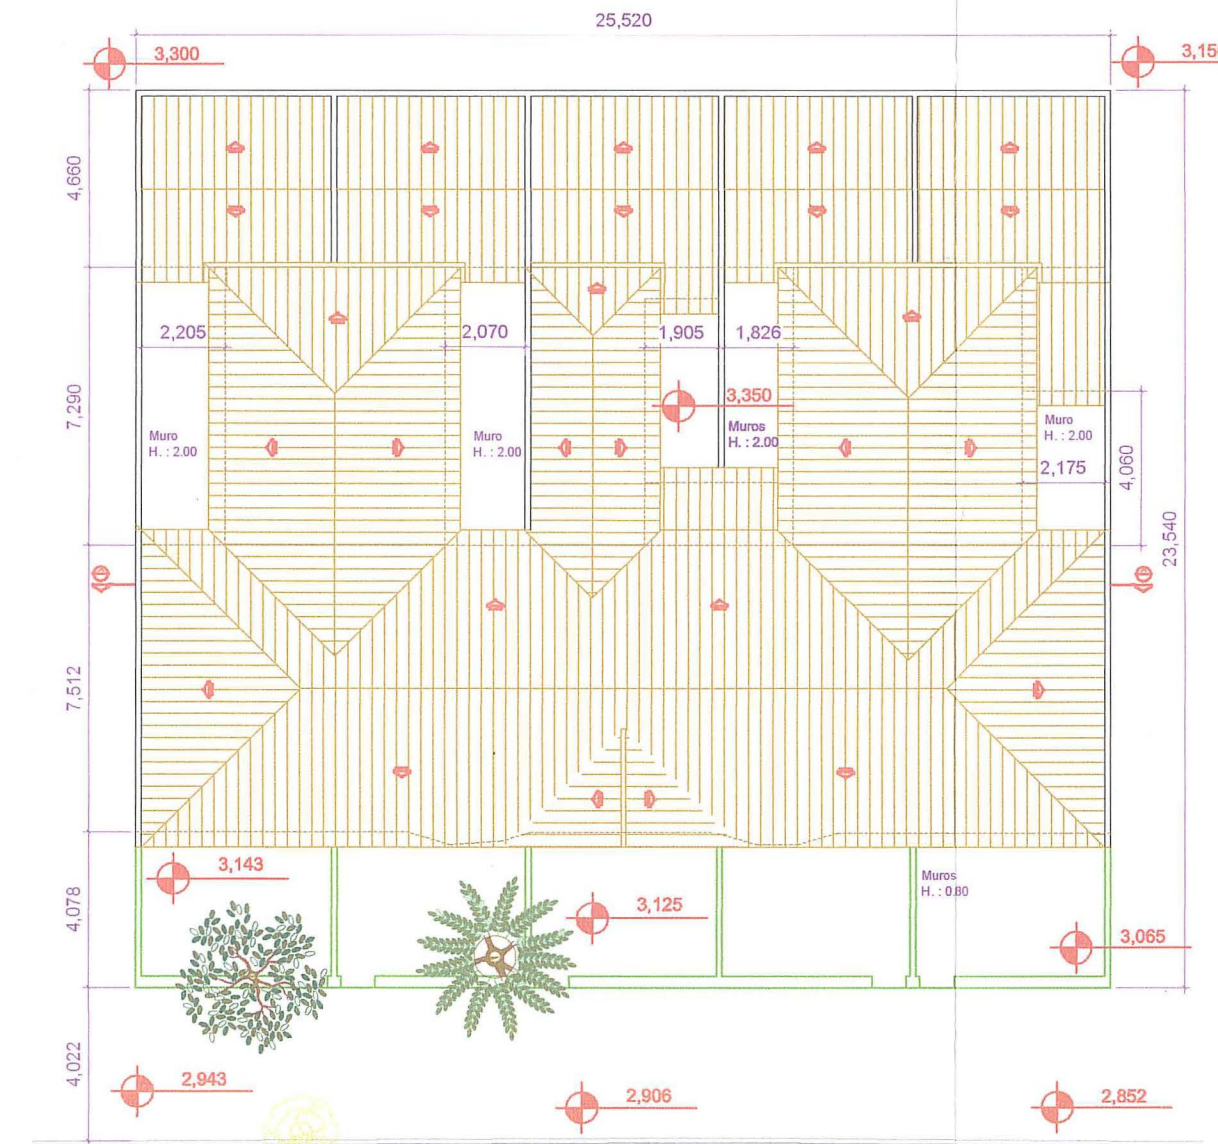 25,520
3,300
3,15
4,660
2,205
2,070
1,905
1,826
3,350
7,290
Muro
H. : 2.00
Muro
H. : 2.00
Muros
H. : 2.00
Muro
H. : 2.00
2,175
4,060
23,540
7,512
3,143
Muros
H. : 0.80
3,125
4,078
3,065
4,022
2,943
2,906
2,852